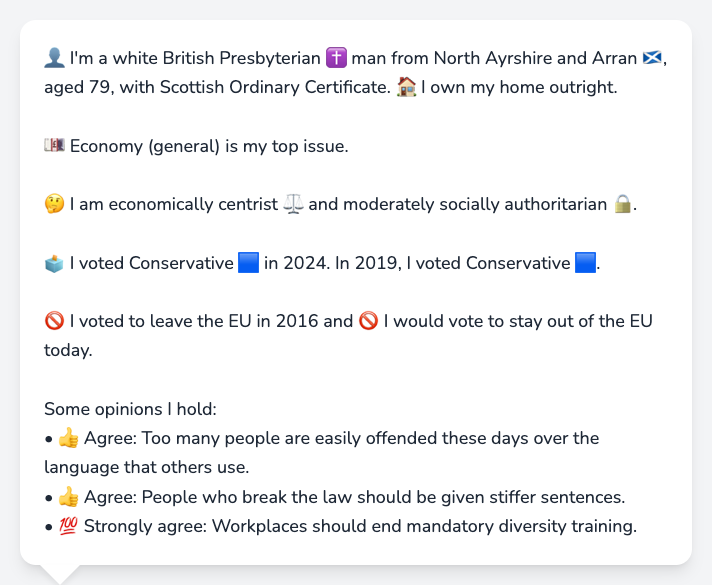 👤 I'm a white British Presbyterian ✝️ man from North Ayrshire and Arran 🏴󠁧󠁢󠁳󠁣󠁴󠁿,
aged 79, with Scottish Ordinary Certificate. 🏠 I own my home outright.
💷 Economy (general) is my top issue.
🤔 I am economically centrist ⚖️ and moderately socially authoritarian 🔒.
🗳️ I voted Conservative 🟦 in 2024. In 2019, I voted Conservative 🟦.
🚫 I voted to leave the EU in 2016 and 🚫 I would vote to stay out of the EU
today.
Some opinions I hold:
• 👍 Agree: Too many people are easily offended these days over the
language that others use.
• 👍 Agree: People who break the law should be given stiffer sentences.
• 💯 Strongly agree: Workplaces should end mandatory diversity training.